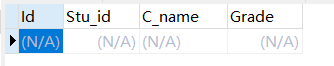 Id Stu_id C_name Grade
(N/A) (N/A) (N/A) (N/A)